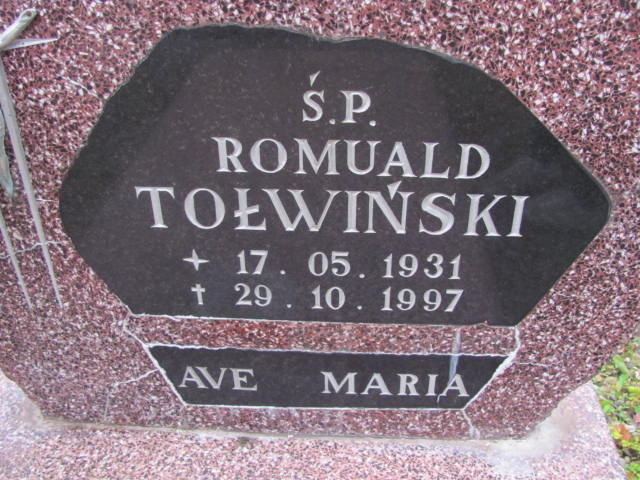 Ś.P.
ROMUALD
TOŁWIŃSKI
✦ 17.05.1931
✝ 29.10.1997
AVE MARIA